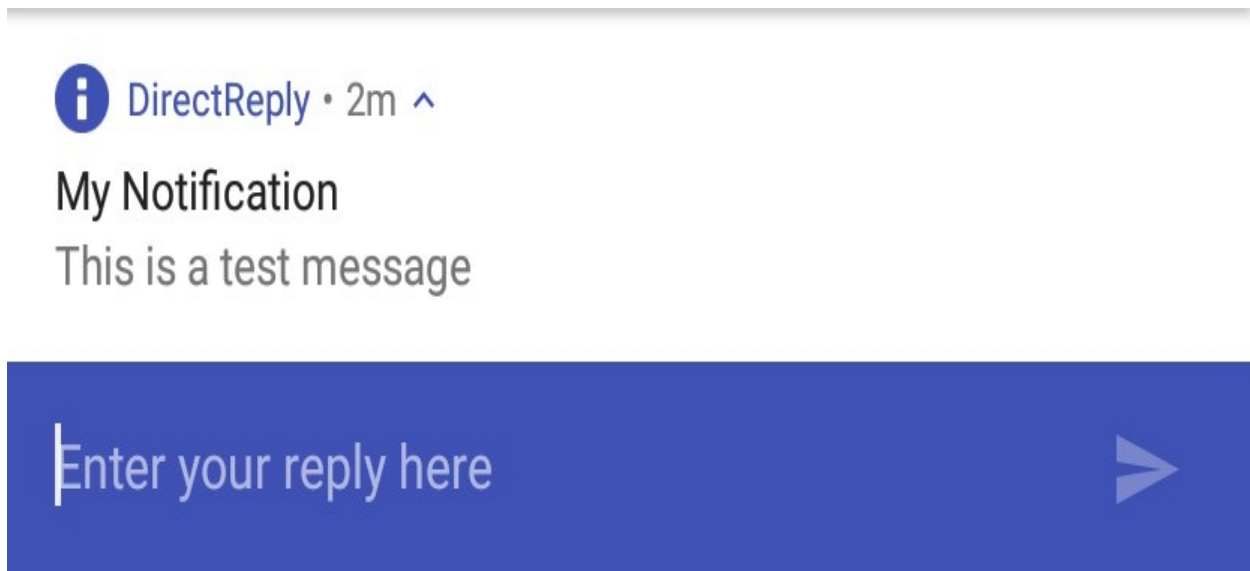 DirectReply • 2m
My Notification
This is a test message
Enter your reply here